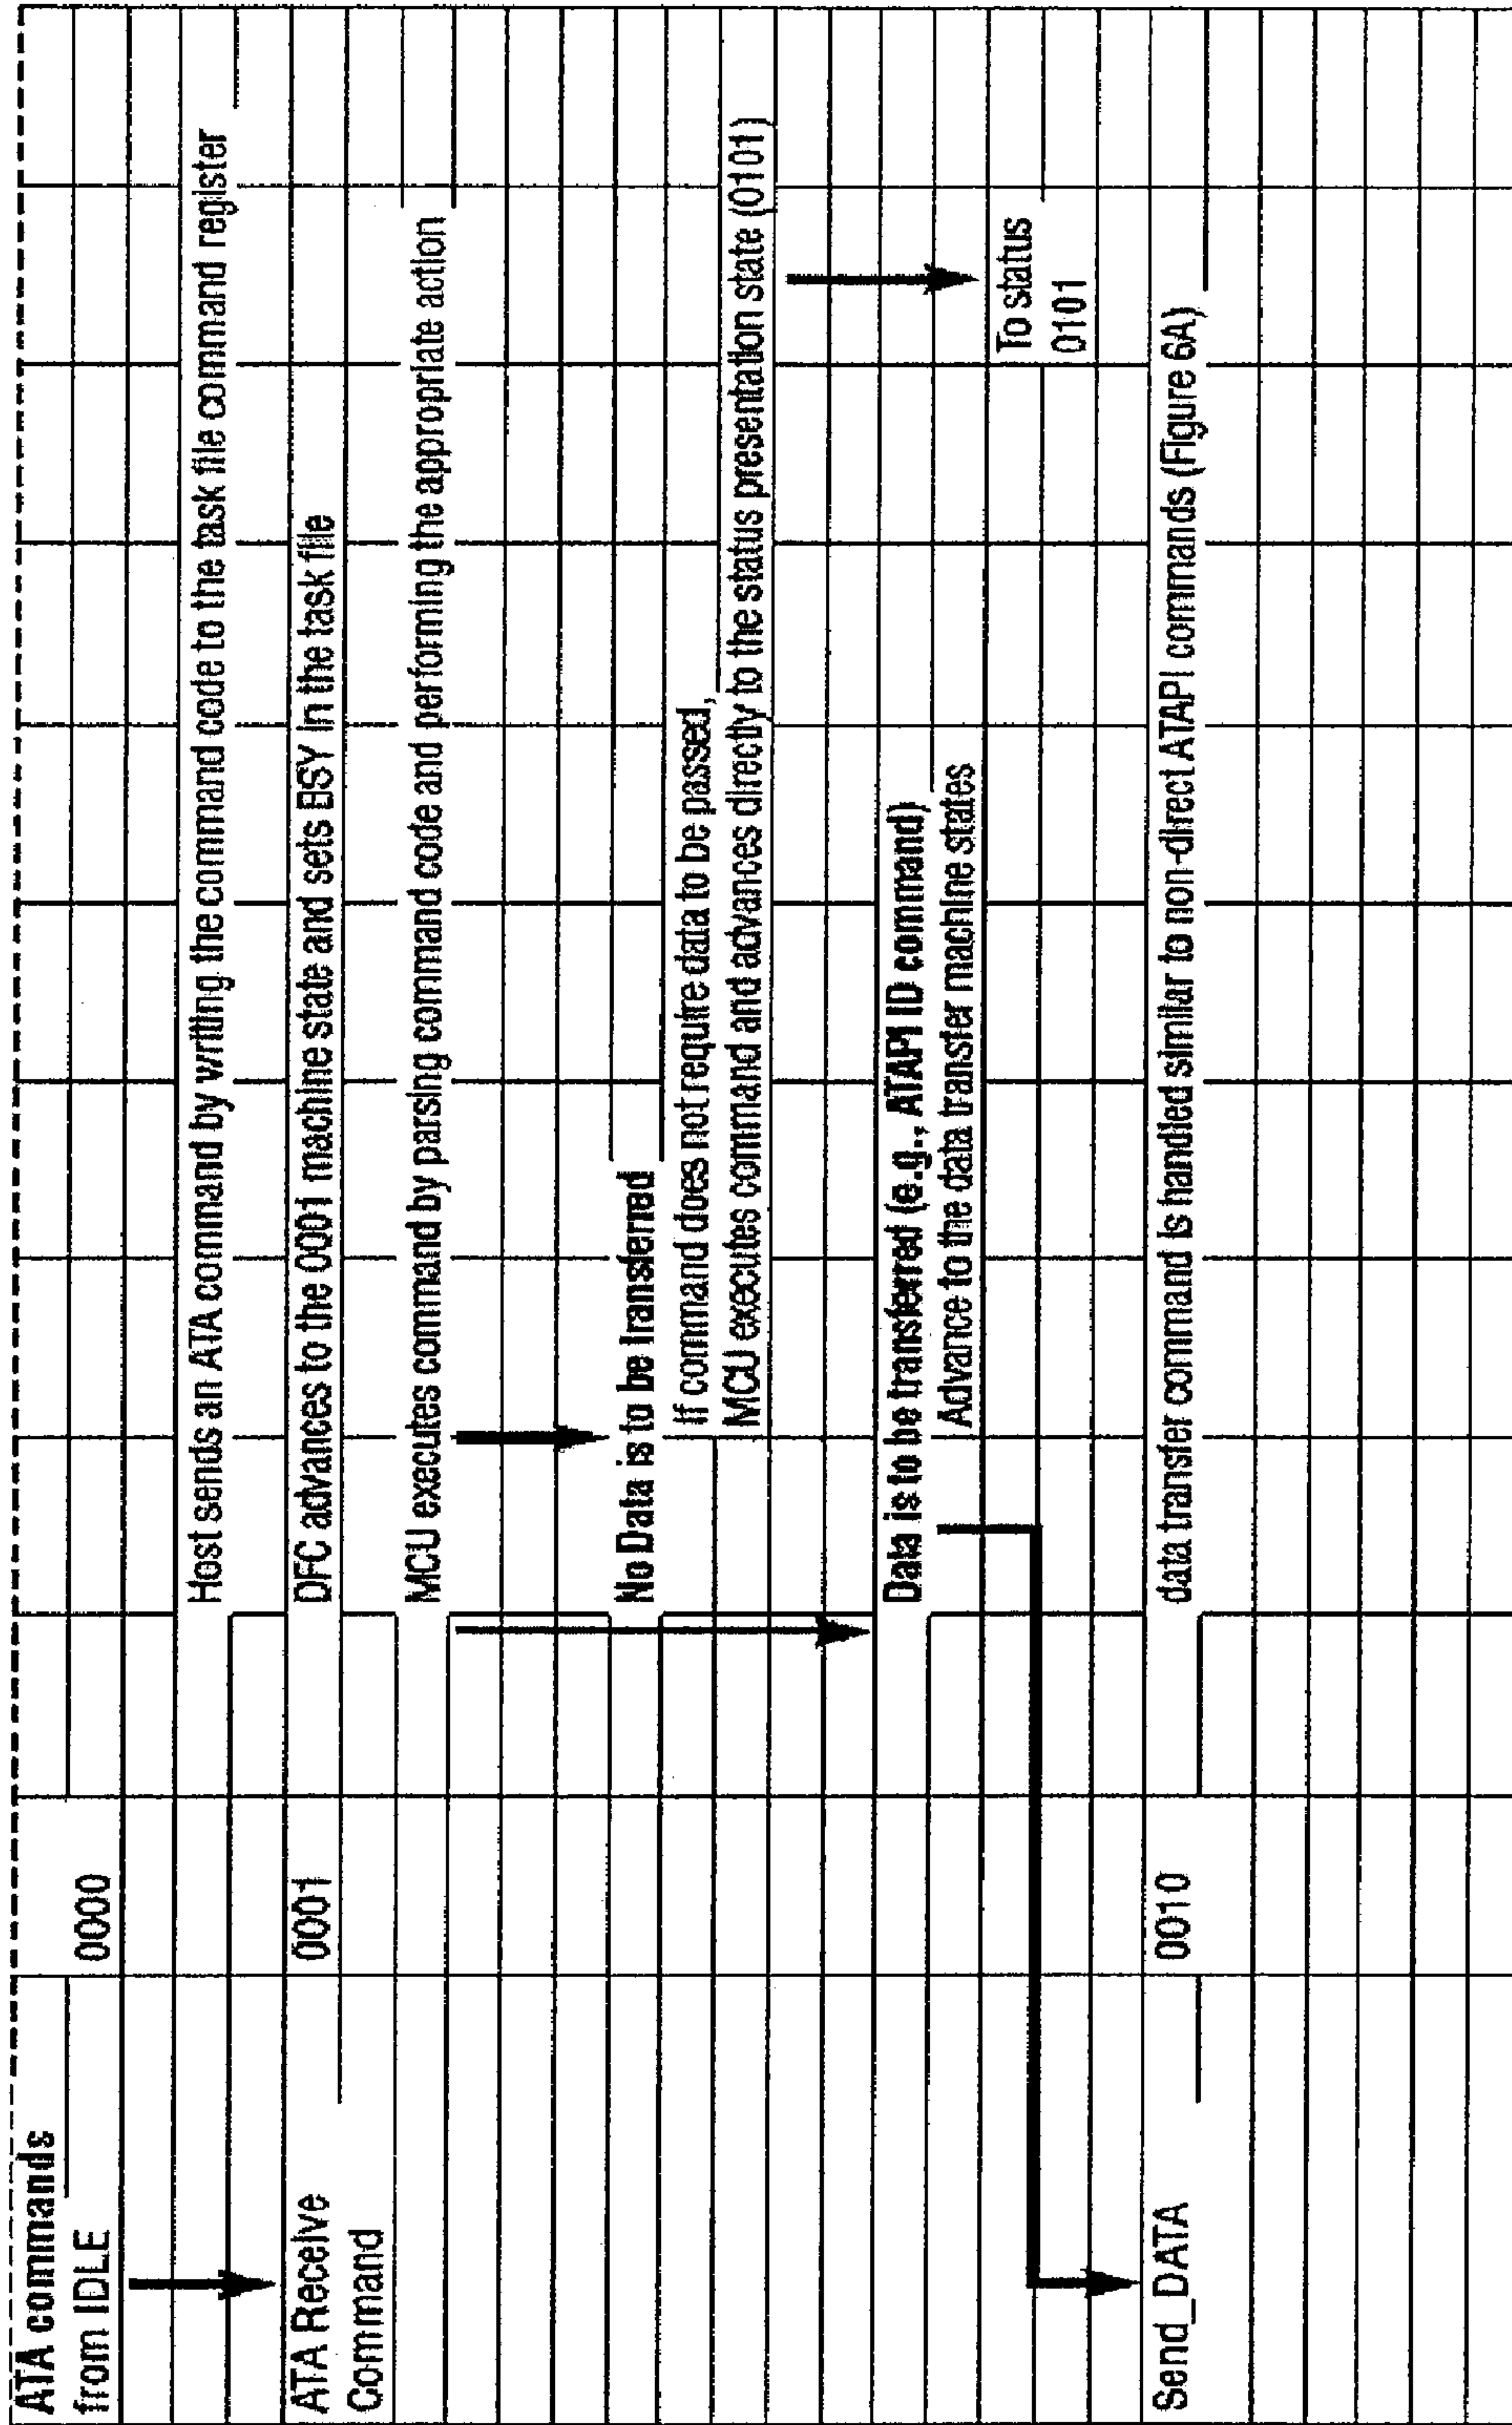 ATA commands
from IDLE 0000
Host sends an ATA command by writing the command code to the task file command register
ATA Receive 0001 DFC advances to the 0001 machine state and sets BSY in the task file
Command
MCU executes command by parsing command code and performing the appropriate action
No Data is to be transferred
If command does not require data to be passed,
MCU executes command and advances directly to the status presentation state (0101)
Data is to be transferred (e.g., ATAPI ID command)
Advance to the data transfer machine states
To status
0101
Send_DATA 0010 data transfer command is handled similar to non-direct ATAPI commands (Figure 6A)